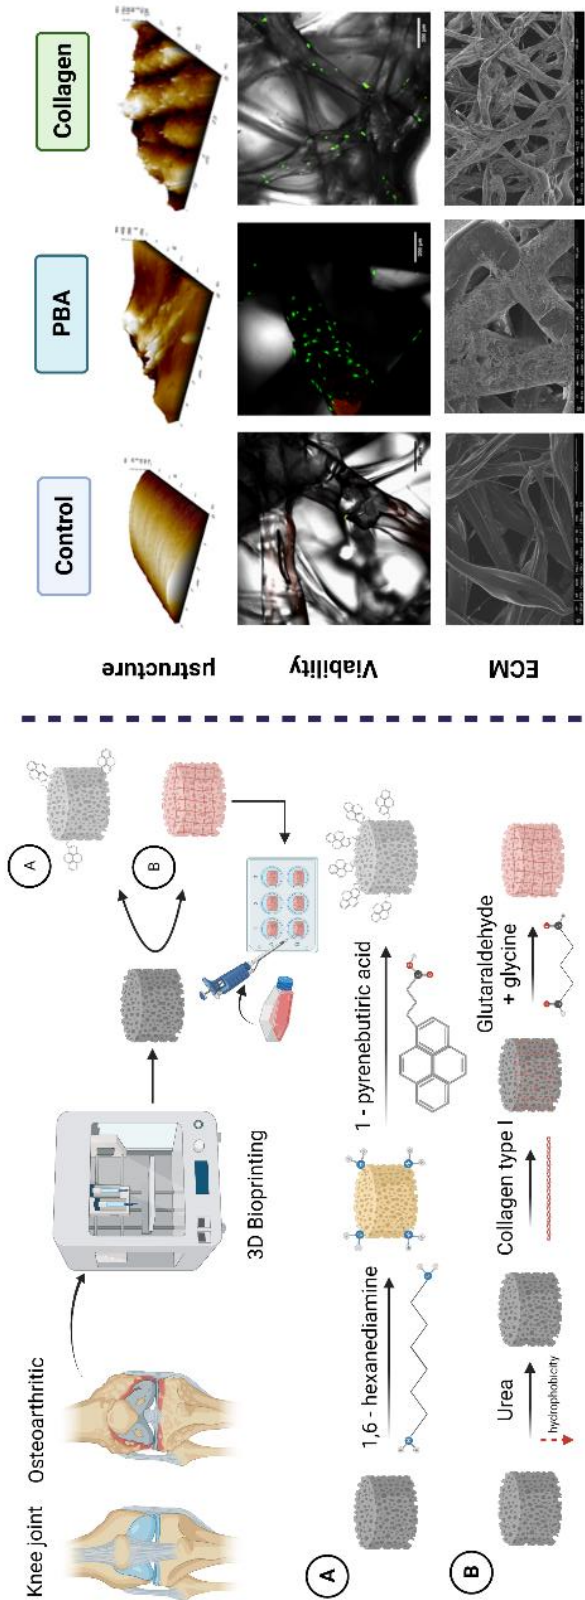 Knee joint
Osteoarthritic
3D Bioprinting
A
B
A
1,6 - hexanediamine
1 - pyrenebutiric acid
B
Urea
hydrophobicity
Collagen type I
Glutaraldehyde
+ glycine
Control
PBA
Collagen
µstructure
Viability
ECM